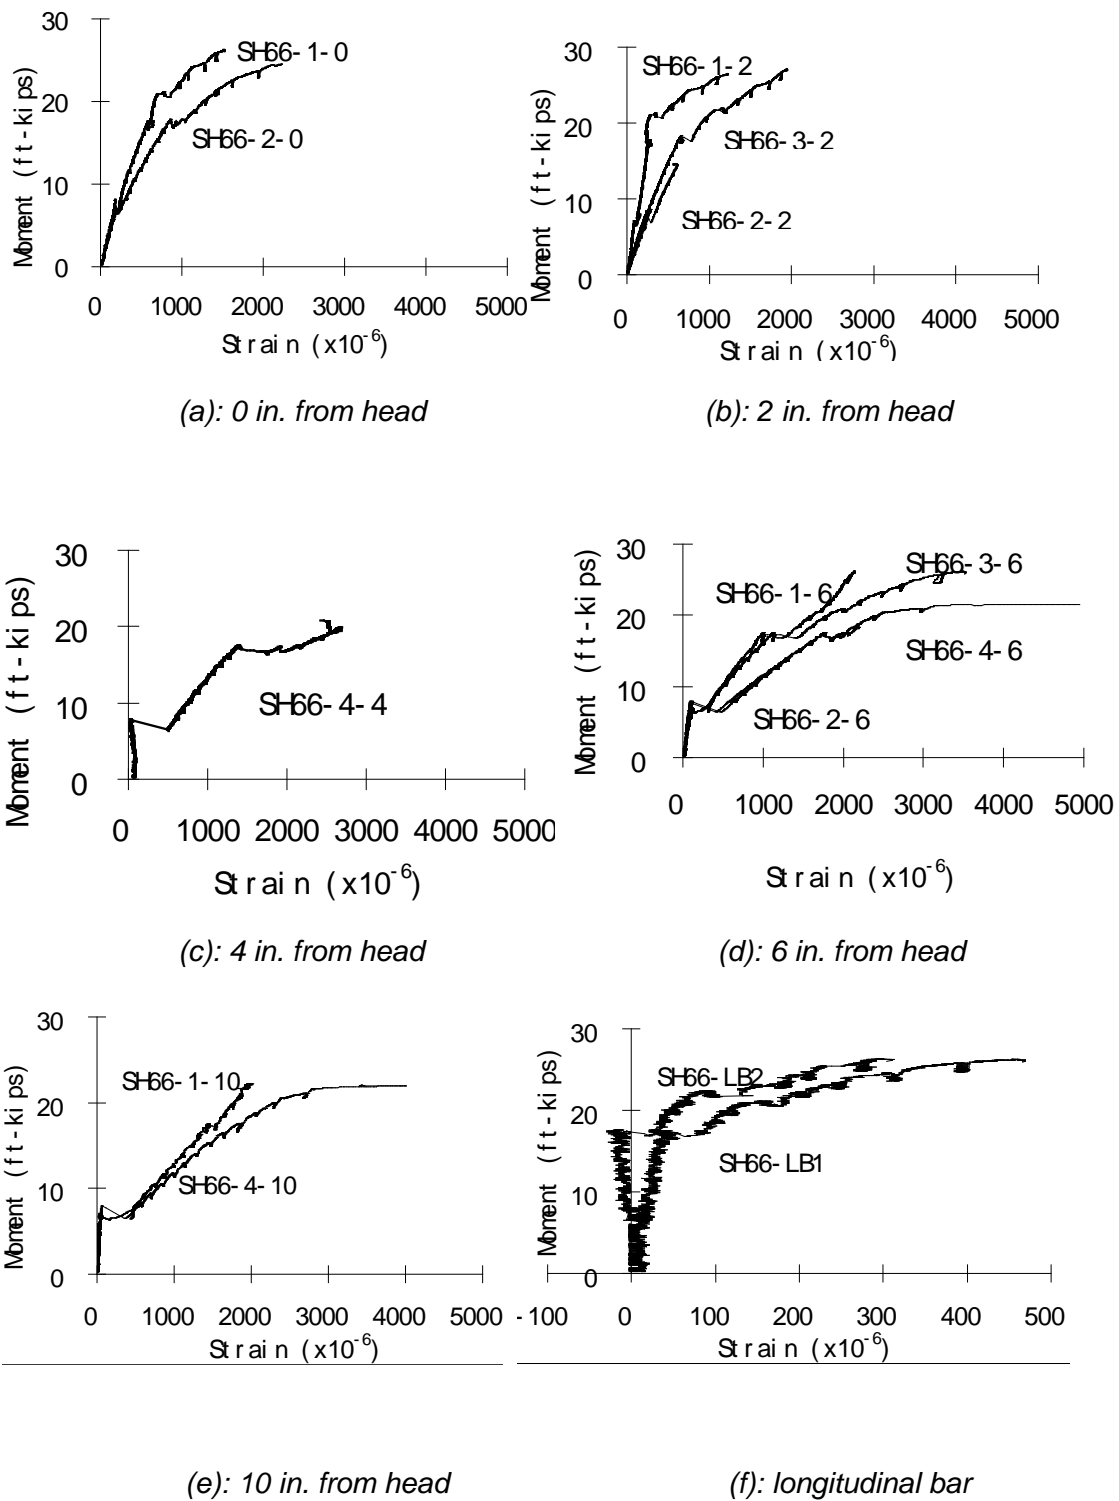 30
SH66-1-0
20
SH66-2-0
10
0
0 1000 2000 3000 4000 5000
Moment (ft-kips)
Strain (x10-6)
(a): 0 in. from head
30
SH66-1-2
20
SH66-3-2
10
SH66-2-2
0
0 1000 2000 3000 4000 5000
Moment (ft-kips)
Strain (x10-6)
(b): 2 in. from head
30
20
SH66-4-4
10
0
0 1000 2000 3000 4000 5000
Moment (ft-kips)
Strain (x10-6)
(c): 4 in. from head
30
SH66-3-6
SH66-1-6
20
SH66-4-6
10
SH66-2-6
0
0 1000 2000 3000 4000 5000
Moment (ft-kips)
Strain (x10-6)
(d): 6 in. from head
30
SH66-1-10
20
SH66-4-10
10
0
0 1000 2000 3000 4000 5000
Moment (ft-kips)
Strain (x10-6)
(e): 10 in. from head
30
SH66-LB2
20
SH66-LB1
10
0
-100 0 100 200 300 400 500
Moment (ft-kips)
Strain (x10-6)
(f): longitudinal bar